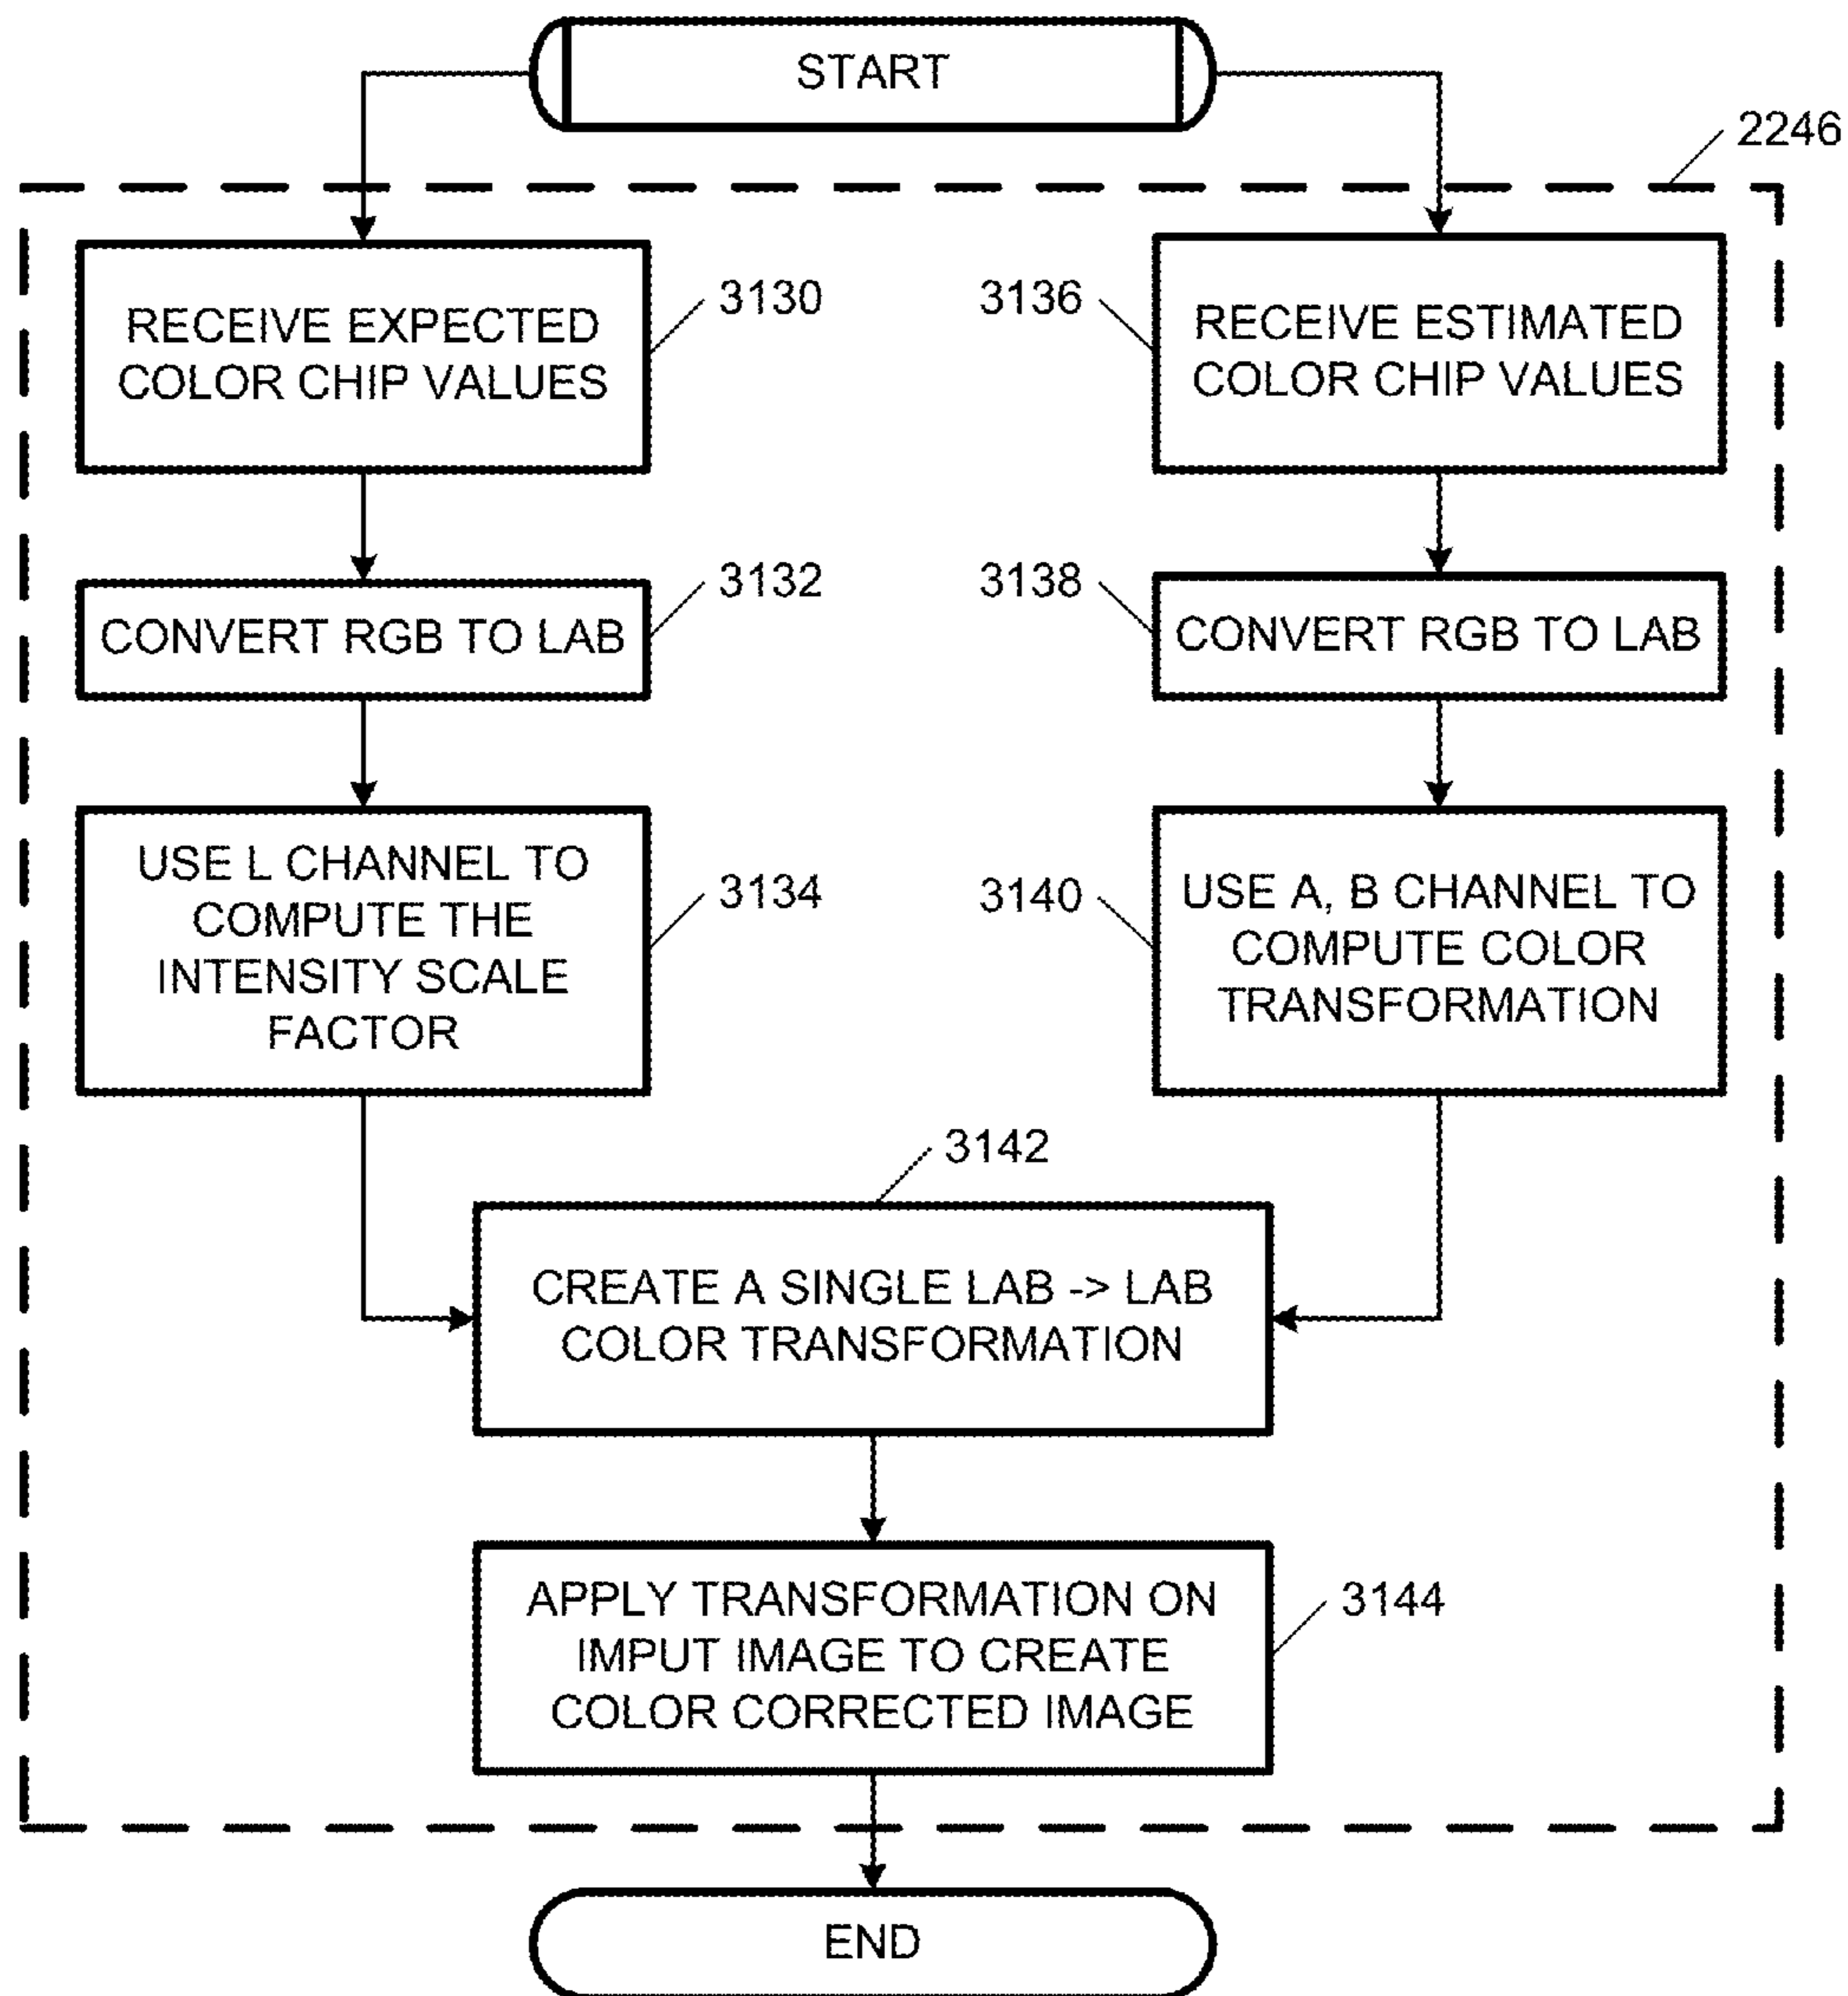 START
2246
RECEIVE EXPECTED
COLOR CHIP VALUES
3130
3136
RECEIVE ESTIMATED
COLOR CHIP VALUES
CONVERT RGB TO LAB
3132
3138
CONVERT RGB TO LAB
USE L CHANNEL TO
COMPUTE THE
INTENSITY SCALE
FACTOR
3134
3140
USE A, B CHANNEL TO
COMPUTE COLOR
TRANSFORMATION
3142
CREATE A SINGLE LAB -> LAB
COLOR TRANSFORMATION
APPLY TRANSFORMATION ON
IMPUT IMAGE TO CREATE
COLOR CORRECTED IMAGE
3144
END